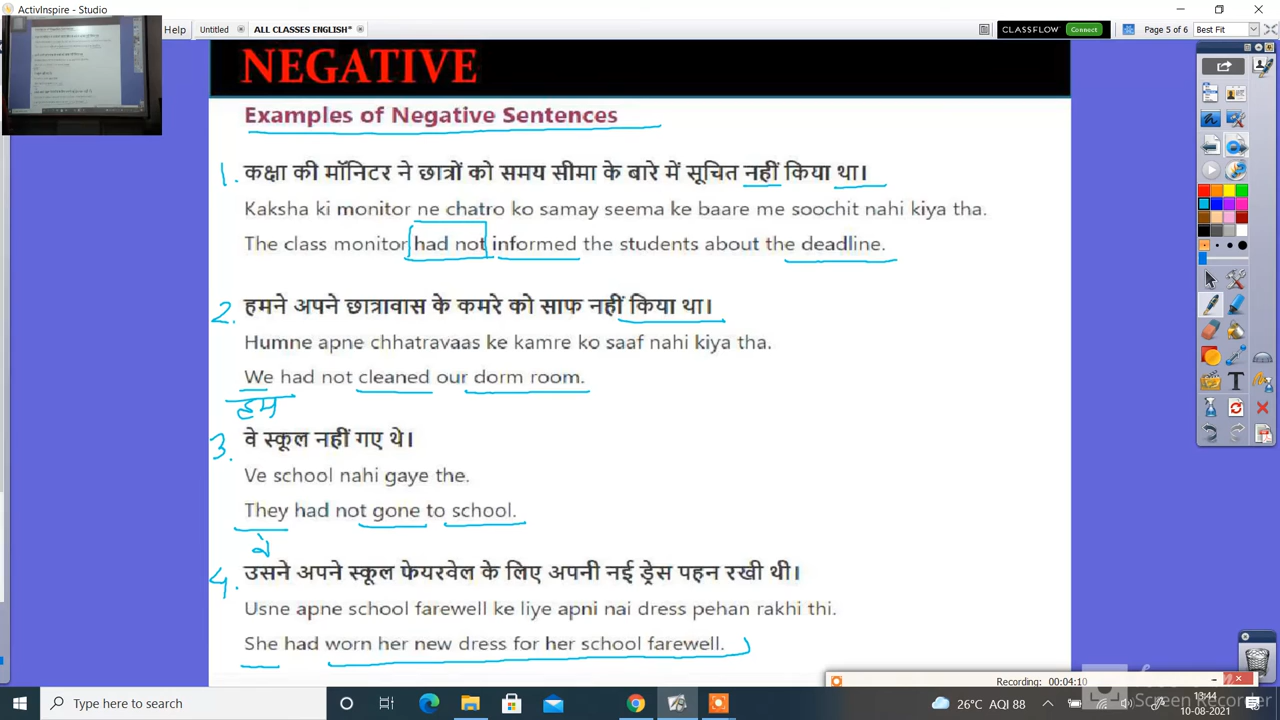 ActivInspire - Studio
Help
Untitled
ALL CLASSES ENGLISH*
CLASSFLOW
Connect
Page 5 of 6
Best Fit
NEGATIVE
Examples of Negative Sentences
1. कक्षा की मॉनिटर ने छात्रों को समय सीमा के बारे में सूचित नहीं किया था।
Kaksha ki monitor ne chatro ko samay seema ke baare me soochit nahi kiya tha.
The class monitor had not informed the students about the deadline.
2. हमने अपने छात्रावास के कमरे को साफ नहीं किया था।
Humne apne chhatravaas ke kamre ko saaf nahi kiya tha.
We had not cleaned our dorm room.
हम
3. वे स्कूल नहीं गए थे।
Ve school nahi gaye the.
They had not gone to school.
वे
4. उसने अपने स्कूल फेयरवेल के लिए अपनी नई ड्रेस पहन रखी थी।
Usne apne school farewell ke liye apni nai dress pehan rakhi thi.
She had worn her new dress for her school farewell.
Recording: 00:04:10
Screen Recorder
Type here to search
26°C AQI 88
13:44
10-08-2021